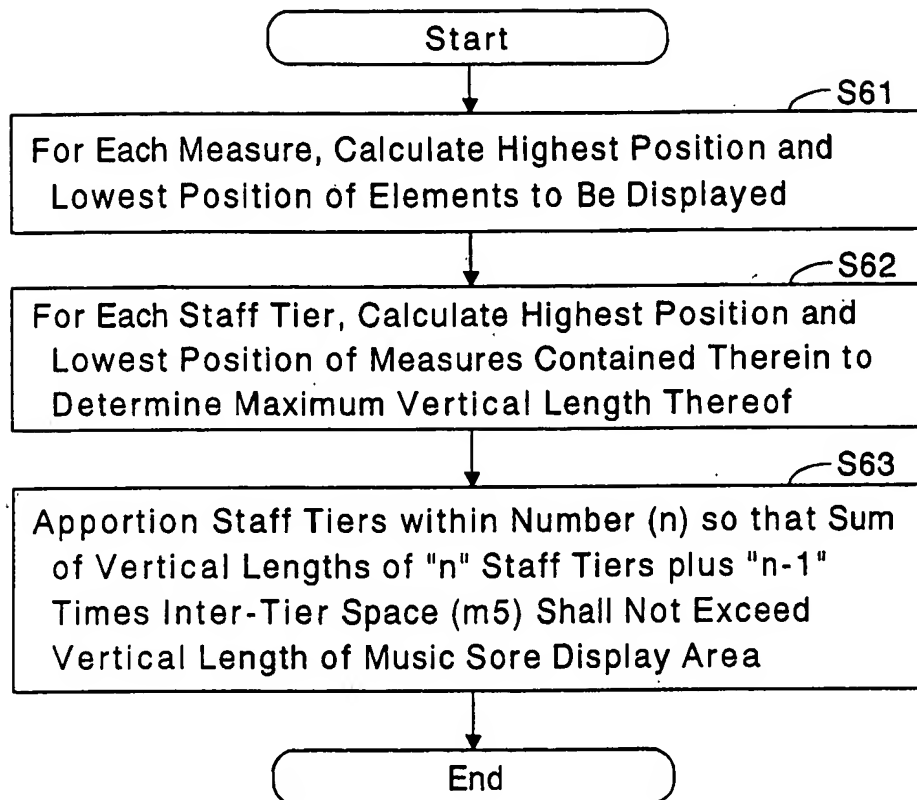 Start
S61
For Each Measure, Calculate Highest Position and
Lowest Position of Elements to Be Displayed
S62
For Each Staff Tier, Calculate Highest Position and
Lowest Position of Measures Contained Therein to
Determine Maximum Vertical Length Thereof
S63
Apportion Staff Tiers within Number (n) so that Sum
of Vertical Lengths of "n" Staff Tiers plus "n-1"
Times Inter-Tier Space (m5) Shall Not Exceed
Vertical Length of Music Sore Display Area
End